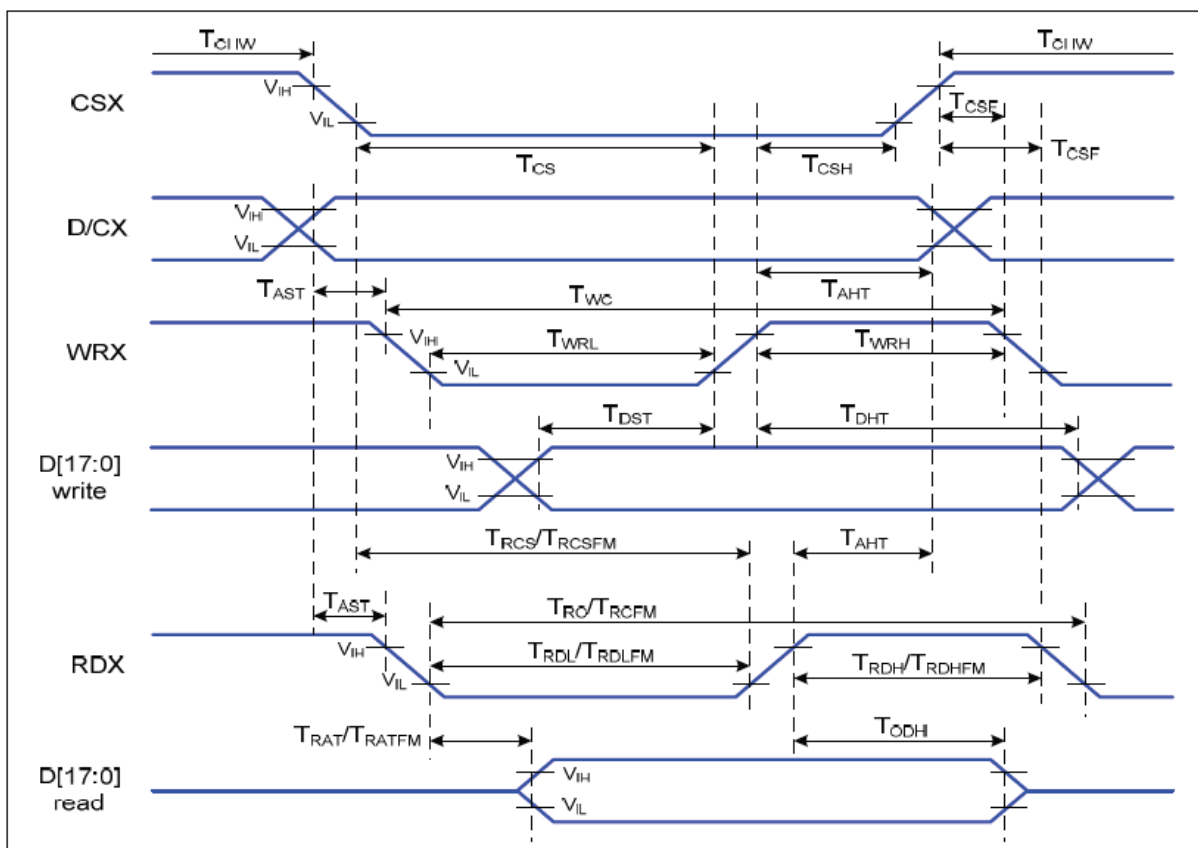 TCHW TCHW
VIH
CSX TCSF
VIL
TCS TCSH TCSF
VIH
D/CX
VIL
TAST TWC TAHT
VIH
WRX TWRL TWRH
VIL
TDST TDHT
D[17:0] VIH
write VIL
TRCS/TRCSFM TAHT
TAST TRC/TRCFM
VIH
RDX TRDL/TRDLFM TRDH/TRDHFM
VIL
TRAT/TRATFM TODH
D[17:0] VIH
read VIL